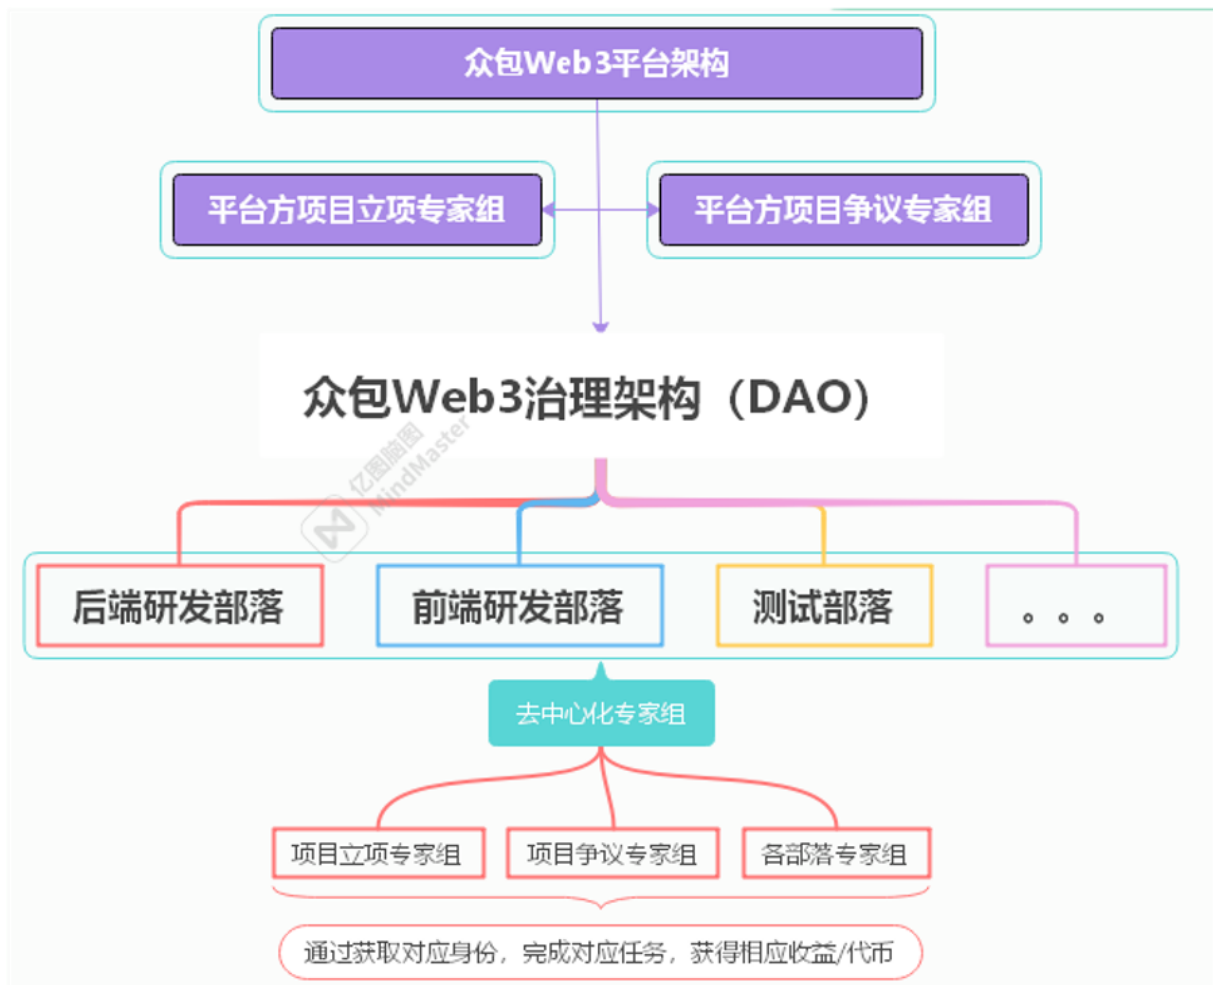 众包Web3平台架构
平台方项目立项专家组
平台方项目争议专家组
众包Web3治理架构（DAO）
亿图脑图
MindMaster
后端研发部落
前端研发部落
测试部落
。。。
去中心化专家组
项目立项专家组
项目争议专家组
各部落专家组
通过获取对应身份，完成对应任务，获得相应收益/代币